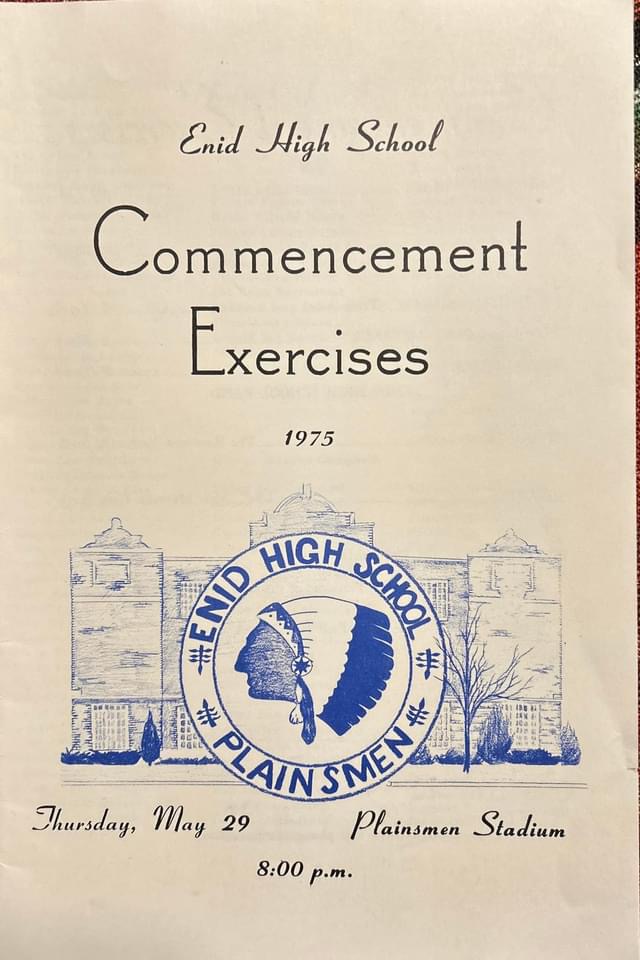 Enid High School
Commencement
Exercises
1975
ENID HIGH SCHOOL
PLAINSMEN
Thursday, May 29 Plainsmen Stadium
8:00 p.m.